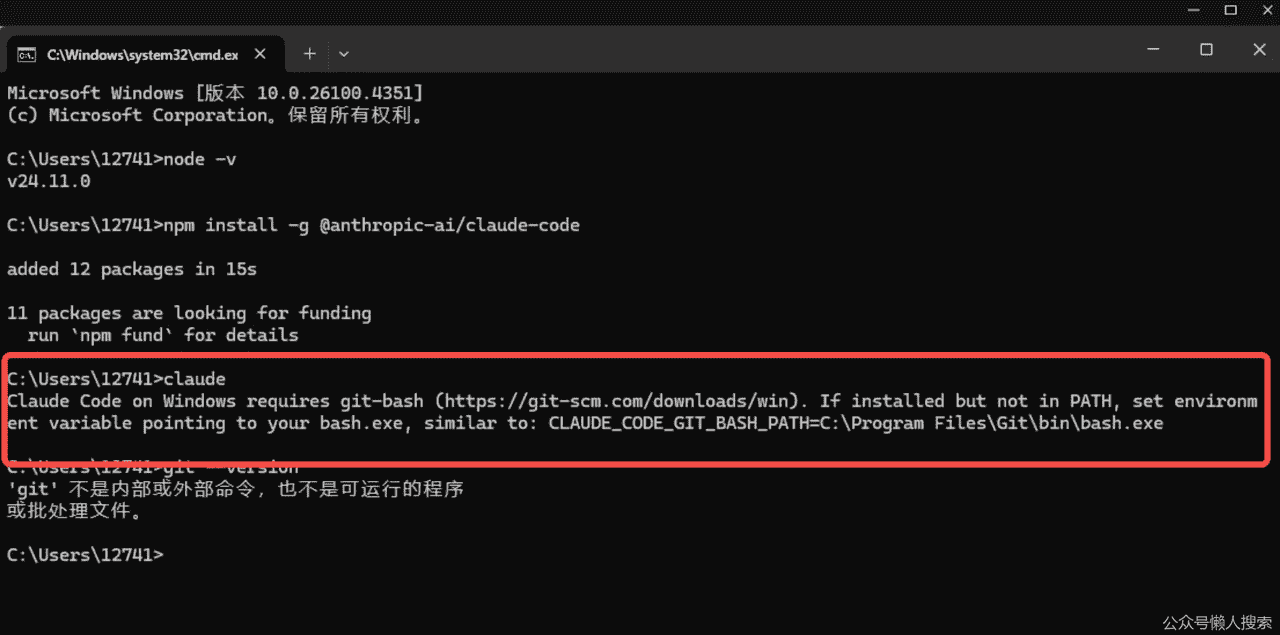 C:\Windows\system32\cmd.ex
Microsoft Windows [版本 10.0.26100.4351]
(c) Microsoft Corporation。保留所有权利。
C:\Users\12741>node -v
v24.11.0
C:\Users\12741>npm install -g @anthropic-ai/claude-code
added 12 packages in 15s
11 packages are looking for funding
  run `npm fund` for details
C:\Users\12741>claude
Claude Code on Windows requires git-bash (https://git-scm.com/downloads/win). If installed but not in PATH, set environm
ent variable pointing to your bash.exe, similar to: CLAUDE_CODE_GIT_BASH_PATH=C:\Program Files\Git\bin\bash.exe
C:\Users\12741>git --version
'git' 不是内部或外部命令，也不是可运行的程序
或批处理文件。
C:\Users\12741>
公众号懒人搜索